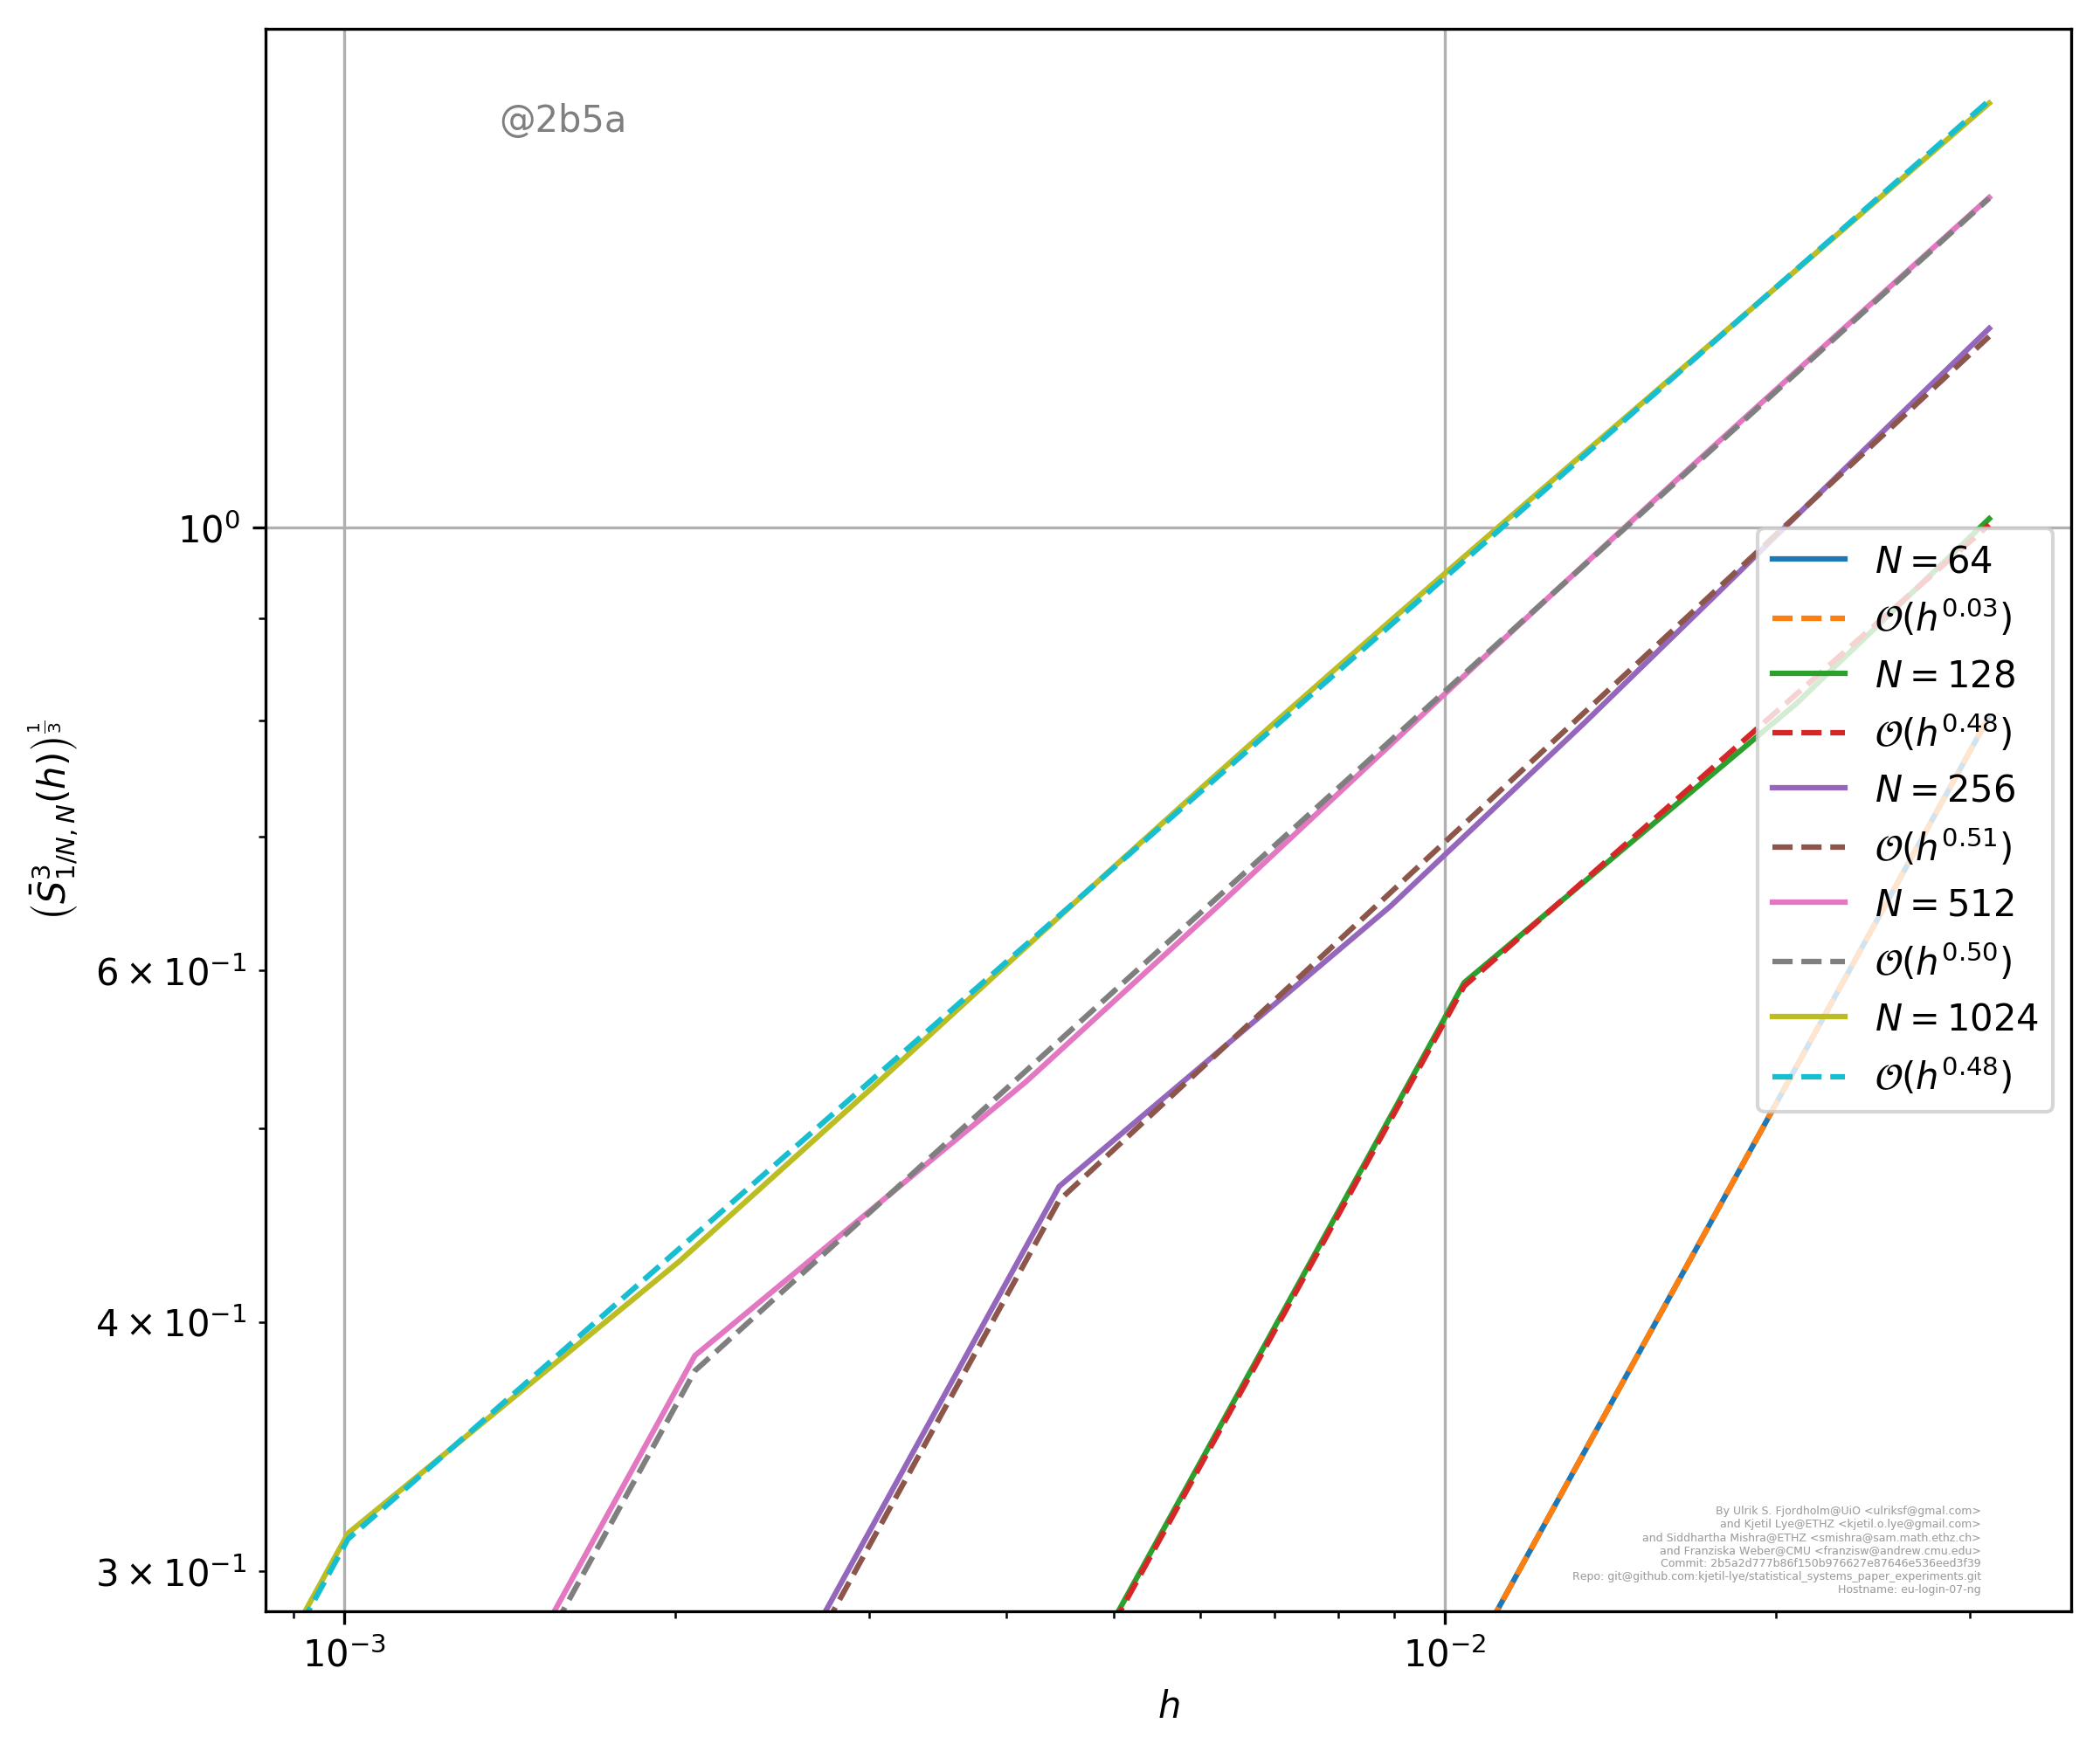 @2b5a
10^0
6 × 10^{-1}
4 × 10^{-1}
3 × 10^{-1}
(S̄^3_{1/N, N}(h))^{1/3}
10^{-3}
10^{-2}
h
N = 64
𝒪(h^{0.03})
N = 128
𝒪(h^{0.48})
N = 256
𝒪(h^{0.51})
N = 512
𝒪(h^{0.50})
N = 1024
𝒪(h^{0.48})
By Ulrik S. Fjordholm@UiO <ulriksf@gmal.com>
and Kjetil Lye@ETHZ <kjetil.o.lye@gmail.com>
and Siddhartha Mishra@ETHZ <smishra@sam.math.ethz.ch>
and Franziska Weber@CMU <franzisw@andrew.cmu.edu>
Commit: 2b5a2d777b86f150b976627e87646e536eed3f39
Repo: git@github.com:kjetil-lye/statistical_systems_paper_experiments.git
Hostname: eu-login-07-ng